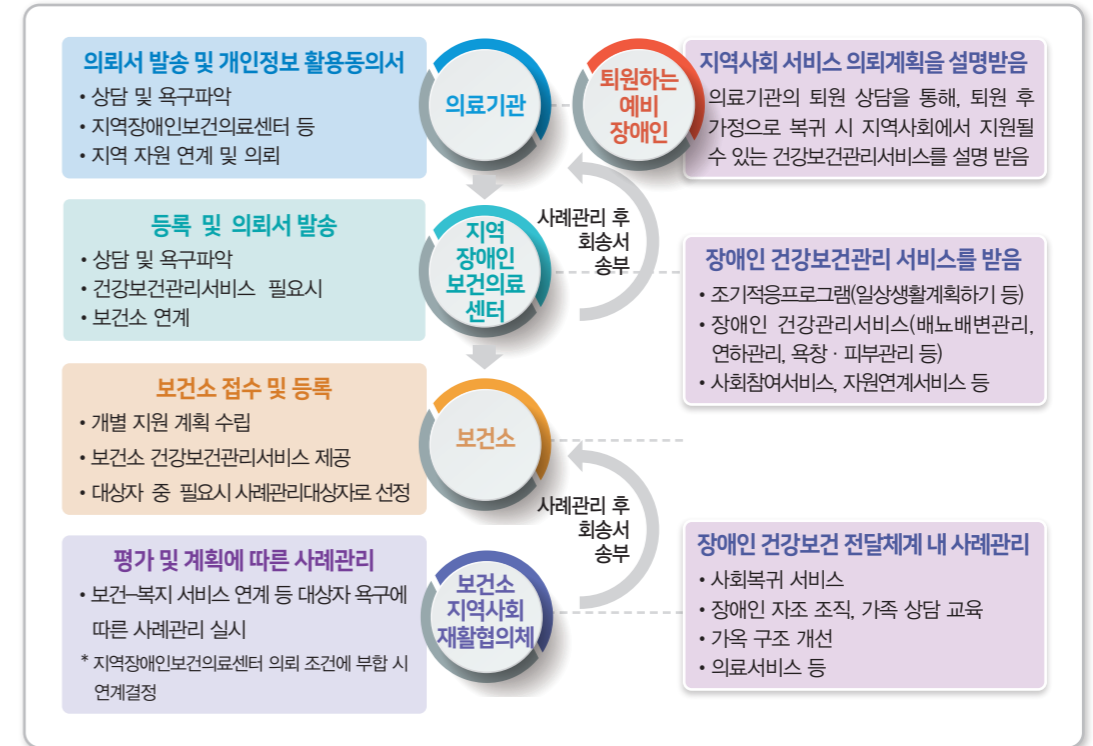 의뢰서 발송 및 개인정보 활용동의서
• 상담 및 욕구파악
• 지역장애인보건의료센터 등
• 지역 자원 연계 및 의뢰
의료기관
퇴원하는
예비
장애인
지역사회 서비스 의뢰계획을 설명받음
의료기관의 퇴원 상담을 통해, 퇴원 후
가정으로 복귀 시 지역사회에서 지원될
수 있는 건강보건관리서비스를 설명 받음
등록 및 의뢰서 발송
• 상담 및 욕구파악
• 건강보건관리서비스 필요시
• 보건소 연계
지역
장애인
보건의료
센터
사례관리 후
회송서
송부
장애인 건강보건관리 서비스를 받음
• 조기적응프로그램(일상생활계획하기 등)
• 장애인 건강관리서비스(배뇨배변관리,
연하관리, 욕창 · 피부관리 등)
• 사회참여서비스, 자원연계서비스 등
보건소 접수 및 등록
• 개별 지원 계획 수립
• 보건소 건강보건관리서비스 제공
• 대상자 중 필요시 사례관리대상자로 선정
보건소
사례관리 후
회송서
송부
평가 및 계획에 따른 사례관리
• 보건–복지 서비스 연계 등 대상자 욕구에
따른 사례관리 실시
* 지역장애인보건의료센터 의뢰 조건에 부합 시
연계결정
보건소
지역사회
재활협의체
장애인 건강보건 전달체계 내 사례관리
• 사회복귀 서비스
• 장애인 자조 조직, 가족 상담 교육
• 가옥 구조 개선
• 의료서비스 등